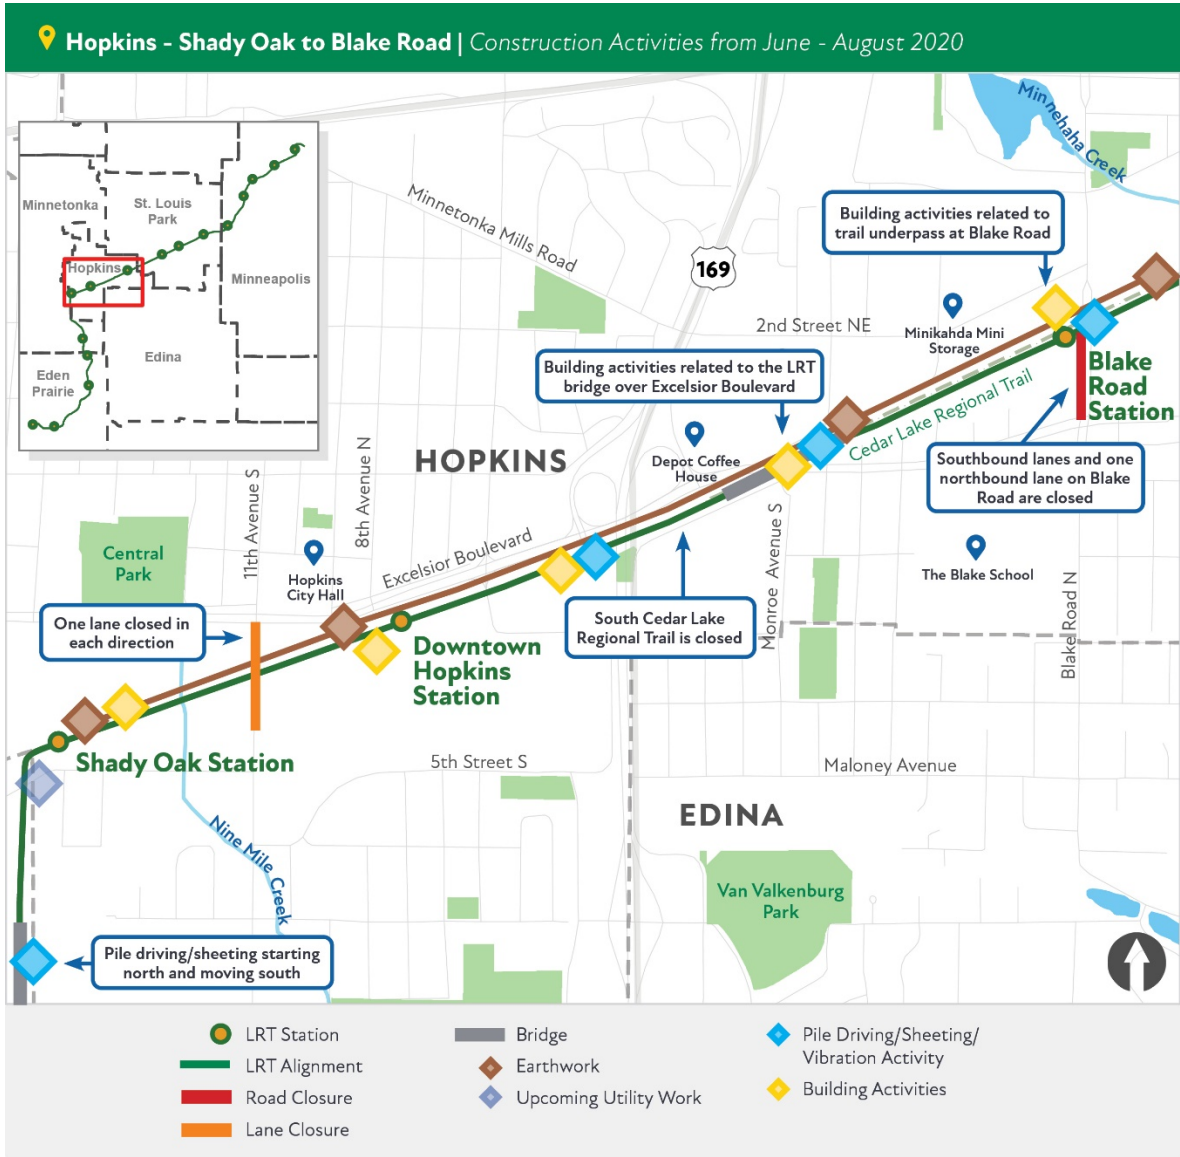 Hopkins - Shady Oak to Blake Road | Construction Activities from June - August 2020
Minnetonka
St. Louis
Park
Hopkins
Minneapolis
Edina
Eden
Prairie
Minnehaha Creek
Minnetonka Mills Road
169
Building activities related to
trail underpass at Blake Road
2nd Street NE
Minikahda Mini
Storage
Building activities related to the LRT
bridge over Excelsior Boulevard
Blake
Road
Station
Cedar Lake Regional Trail
HOPKINS
Depot Coffee
House
Southbound lanes and one
northbound lane on Blake
Road are closed
11th Avenue S
8th Avenue N
Central
Park
Hopkins
City Hall
Excelsior Boulevard
Monroe Avenue S
The Blake School
Blake Road N
One lane closed in
each direction
South Cedar Lake
Regional Trail is closed
Downtown
Hopkins
Station
Shady Oak Station
5th Street S
Maloney Avenue
EDINA
Nine Mile Creek
Van Valkenburg
Park
Pile driving/sheeting starting
north and moving south
LRT Station
LRT Alignment
Road Closure
Lane Closure
Bridge
Earthwork
Upcoming Utility Work
Pile Driving/Sheeting/
Vibration Activity
Building Activities